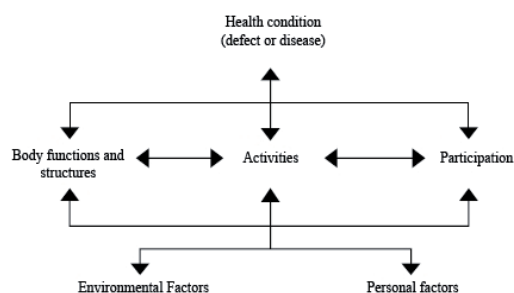 Health condition
(defect or disease)
Body functions and
structures
Activities
Participation
Environmental Factors
Personal factors